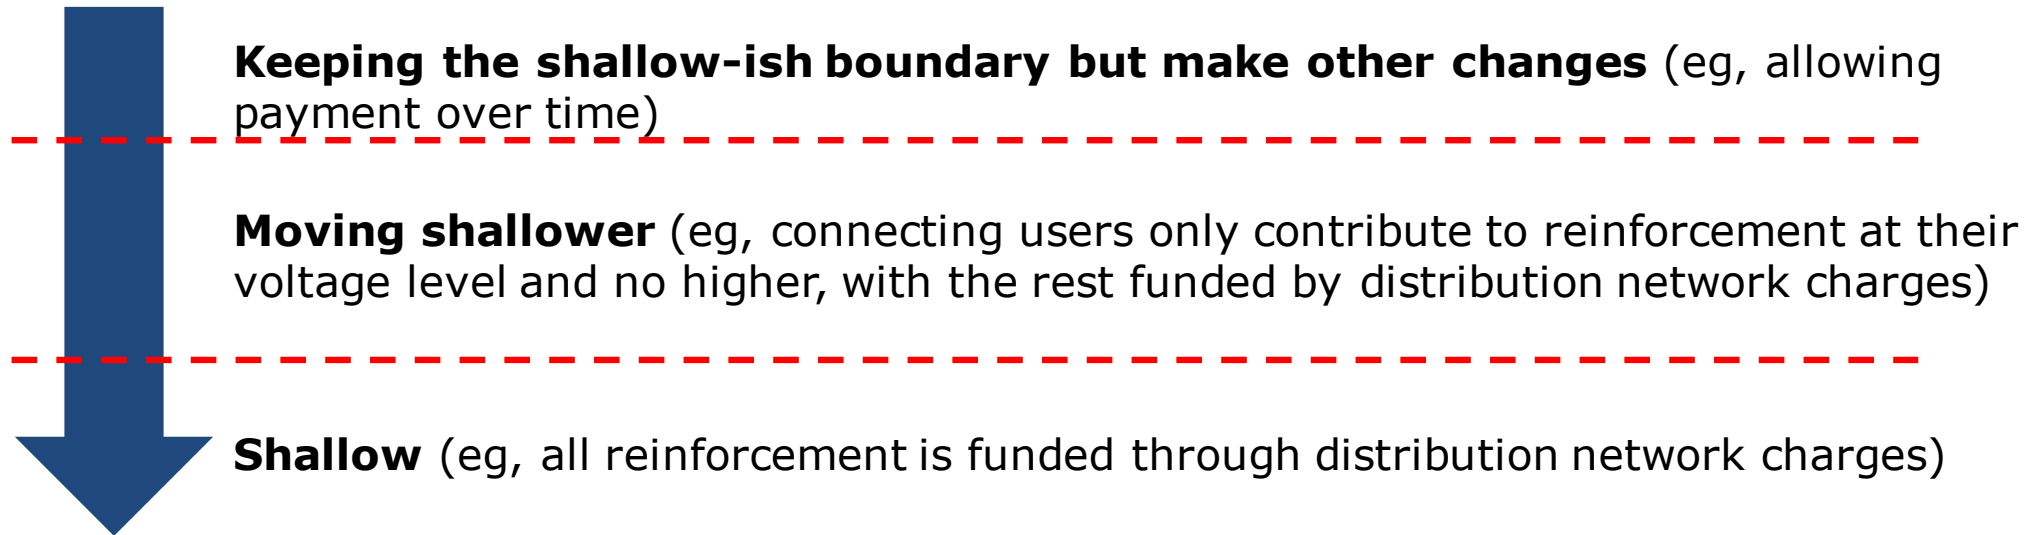 Keeping the shallow-ish boundary but make other changes (eg, allowing
payment over time)
Moving shallower (eg, connecting users only contribute to reinforcement at their
voltage level and no higher, with the rest funded by distribution network charges)
Shallow (eg, all reinforcement is funded through distribution network charges)